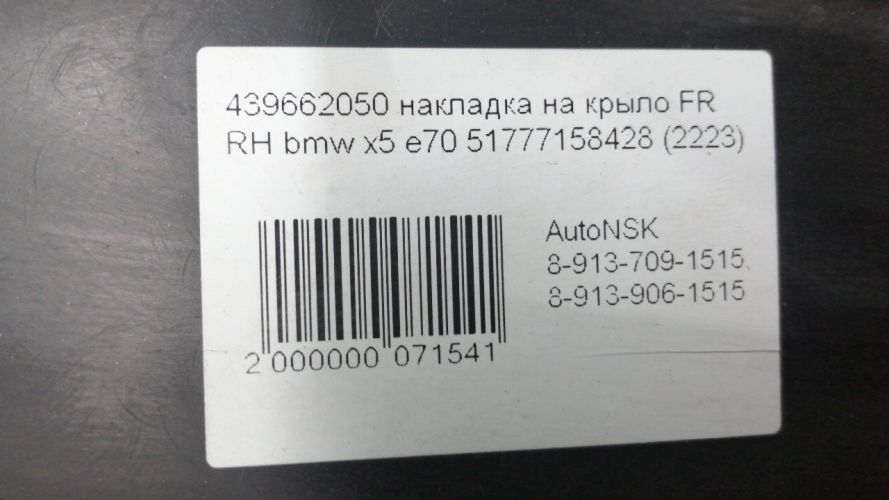 439662050 накладка на крыло FR
RH bmw x5 e70 51777158428 (2223)
AutoNSK
8-913-709-1515,
8-913-906-1515
2 000000 071541